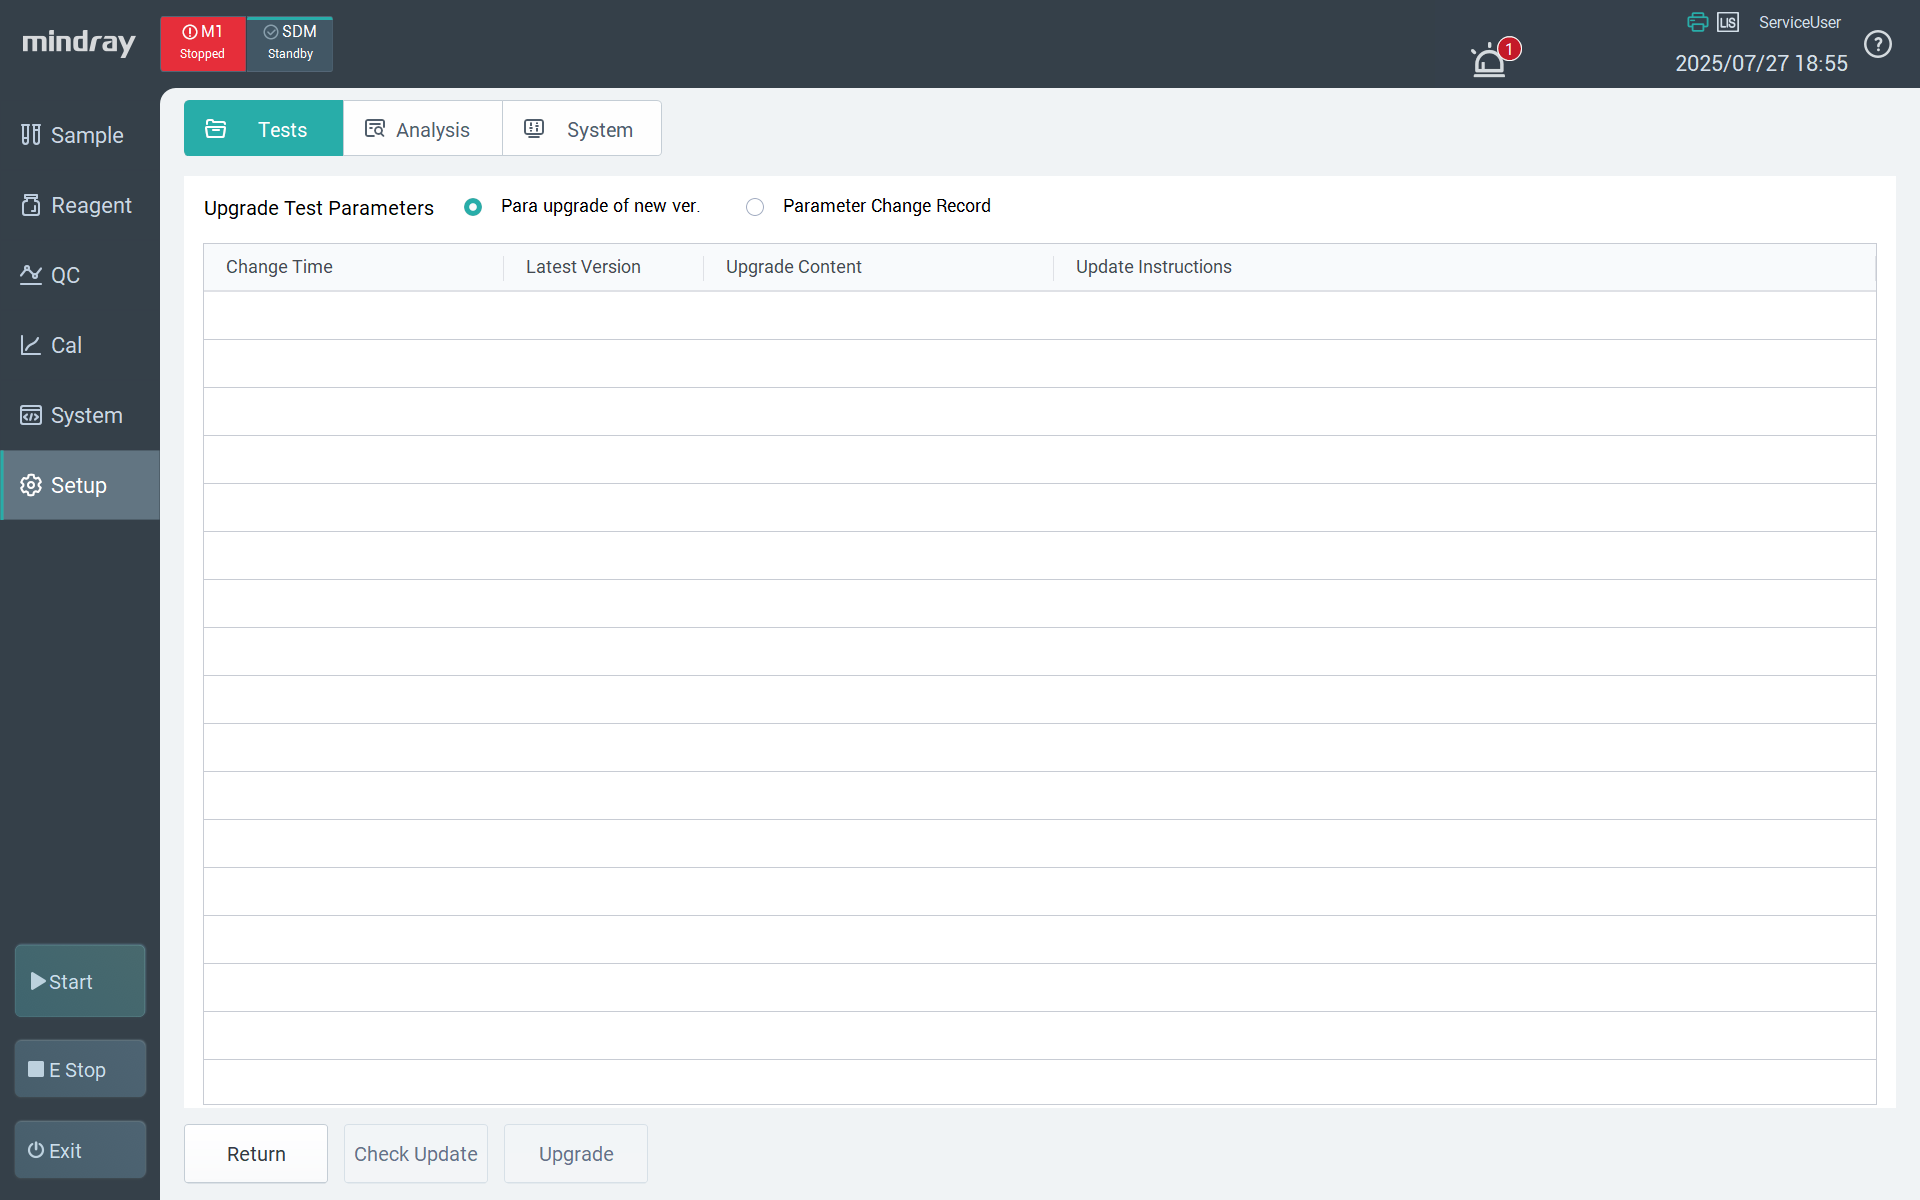 mindray
M1
Stopped
SDM
Standby
1
LIS
ServiceUser
2025/07/27 18:55
?
Sample
Reagent
QC
Cal
System
Setup
Start
E Stop
Exit
Tests
Analysis
System
Upgrade Test Parameters
Para upgrade of new ver.
Parameter Change Record
Change Time
Latest Version
Upgrade Content
Update Instructions
Return
Check Update
Upgrade